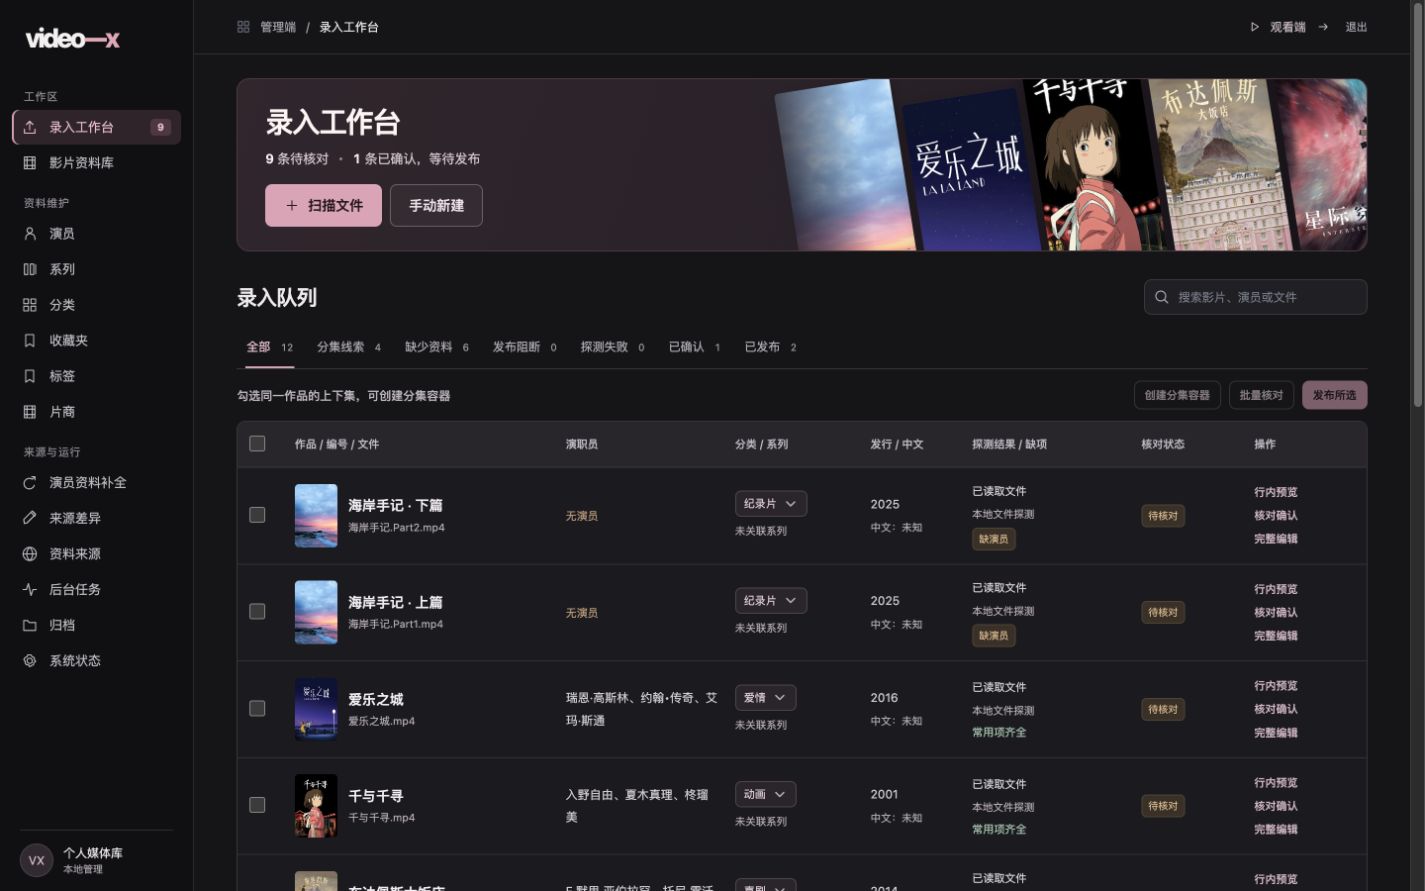 video—x
管理端 / 录入工作台
观看端 → 退出
工作区
录入工作台 9
影片资料库
资料维护
演员
系列
分类
收藏夹
标签
片商
来源与运行
演员资料补全
来源差异
资料来源
后台任务
归档
系统状态
VX
个人媒体库
本地管理
录入工作台
9 条待核对 · 1 条已确认，等待发布
+ 扫描文件
手动新建
爱乐之城
LA LA LAND
千与千寻
布达佩斯
大饭店
星际
录入队列
搜索影片、演员或文件
全部 12
分集线索 4
缺少资料 6
发布阻断 0
探测失败 0
已确认 1
已发布 2
勾选同一作品的上下集，可创建分集容器
创建分集容器
批量核对
发布所选
作品 / 编号 / 文件
演职员
分类 / 系列
发行 / 中文
探测结果 / 缺项
核对状态
操作
海岸手记 · 下篇
海岸手记.Part2.mp4
无演员
纪录片
未关联系列
2025
中文：未知
已读取文件
本地文件探测
缺演员
待核对
行内预览
核对确认
完整编辑
海岸手记 · 上篇
海岸手记.Part1.mp4
无演员
纪录片
未关联系列
2025
中文：未知
已读取文件
本地文件探测
缺演员
待核对
行内预览
核对确认
完整编辑
爱乐之城
爱乐之城
爱乐之城.mp4
瑞恩·高斯林、约翰·传奇、艾
玛·斯通
爱情
未关联系列
2016
中文：未知
已读取文件
本地文件探测
常用项齐全
待核对
行内预览
核对确认
完整编辑
千与千寻
千与千寻
千与千寻.mp4
入野自由、夏木真理、柊瑠
美
动画
未关联系列
2001
中文：未知
已读取文件
本地文件探测
常用项齐全
待核对
行内预览
核对确认
完整编辑
布达佩斯大饭店
喜剧
2014
已读取文件
行内预览